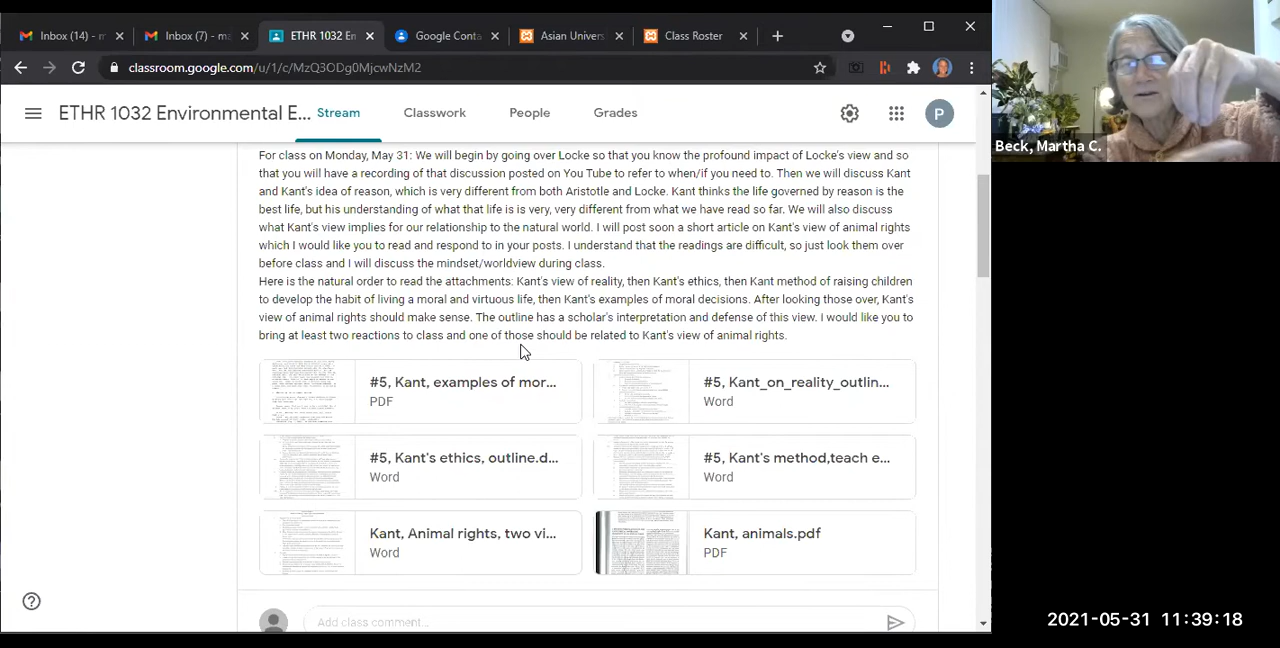 Inbox (14) - m
Inbox (7) - ma
ETHR 1032 En
Google Conta
Asian Univers
Class Roster
classroom.google.com/u/1/c/MzQ3ODg0MjcwNzM2
ETHR 1032 Environmental E...
Stream
Classwork
People
Grades
P
Beck, Martha C.
For class on Monday, May 31: We will begin by going over Locke so that you know the profound impact of Locke's view and so
that you will have a recording of that discussion posted on You Tube to refer to when/if you need to. Then we will discuss Kant
and Kant's idea of reason, which is very different from both Aristotle and Locke. Kant thinks the life governed by reason is the
best life, but his understanding of what that life is is very, very different from what we have read so far. We will also discuss
what Kant's view implies for our relationship to the natural world. I will post soon a short article on Kant's view of animal rights
which I would like you to read and respond to in your posts. I understand that the readings are difficult, so just look them over
before class and I will discuss the mindset/worldview during class.
Here is the natural order to read the attachments: Kant's view of reality, then Kant's ethics, then Kant method of raising children
to develop the habit of living a moral and virtuous life, then Kant's examples of moral decisions. After looking those over, Kant's
view of animal rights should make sense. The outline has a scholar's interpretation and defense of this view. I would like you to
bring at least two reactions to class and one of those should be related to Kant's view of animal rights.
#5, Kant, examples of mor...
PDF
#5, Kant_on_reality_outlin...
Word
#5, Kant's ethics, outline.d...
Word
#5, Kant's method,teach e...
Word
Kant. Animal rights, two vi...
Word
Kant, animals.pdf
PDF
Add class comment...
2021-05-31 11:39:18